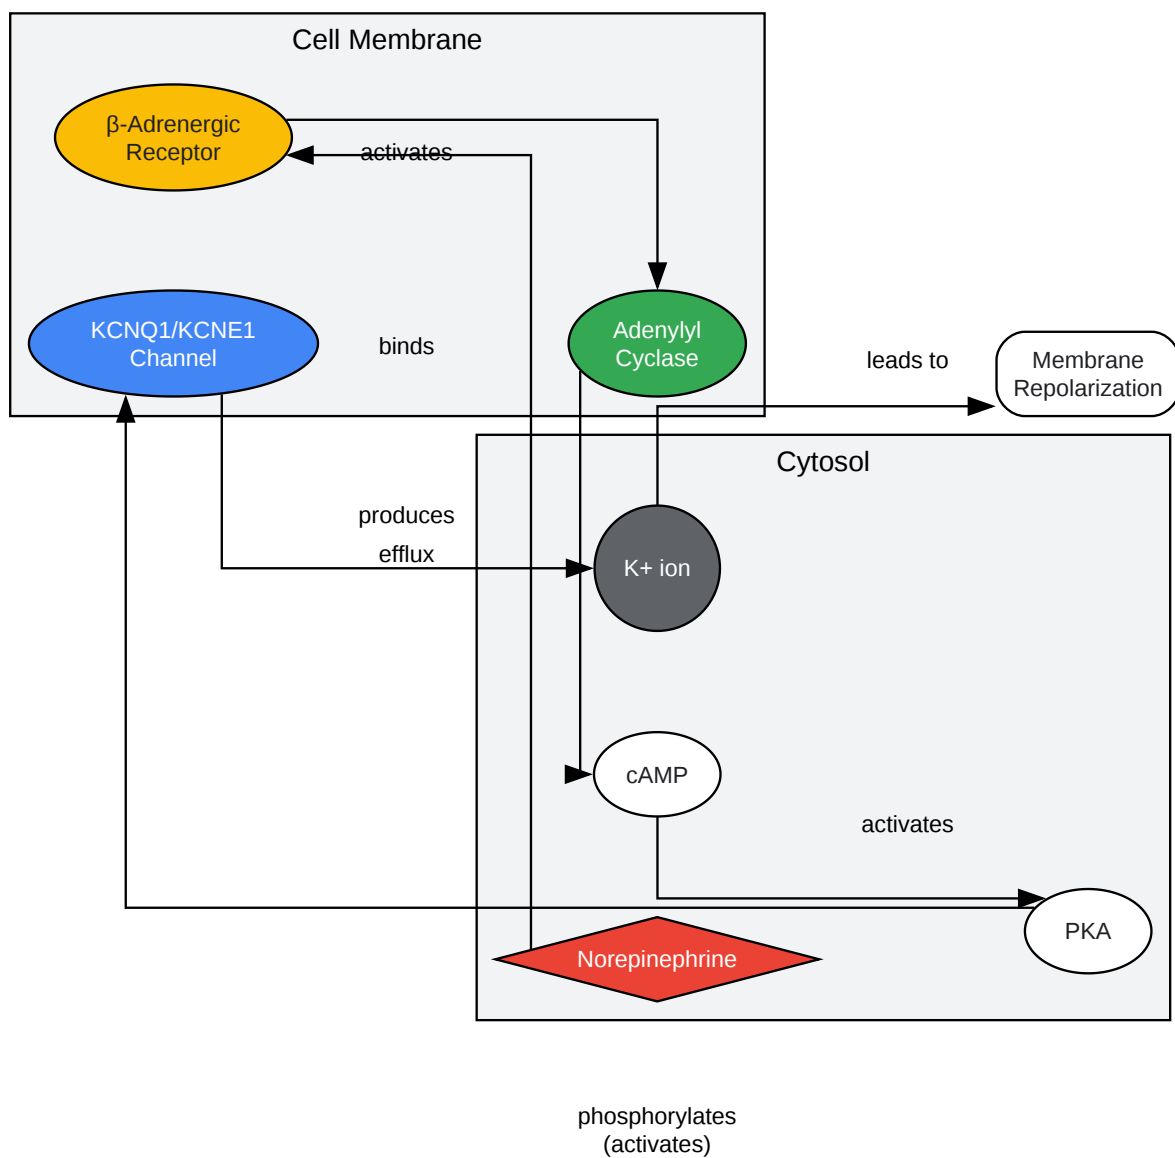 Cell Membrane
β-Adrenergic
Receptor
activates
KCNQ1/KCNE1
Channel
binds
Adenylyl
Cyclase
leads to
Membrane
Repolarization
Cytosol
produces
efflux
K+ ion
cAMP
activates
PKA
Norepinephrine
phosphorylates
(activates)